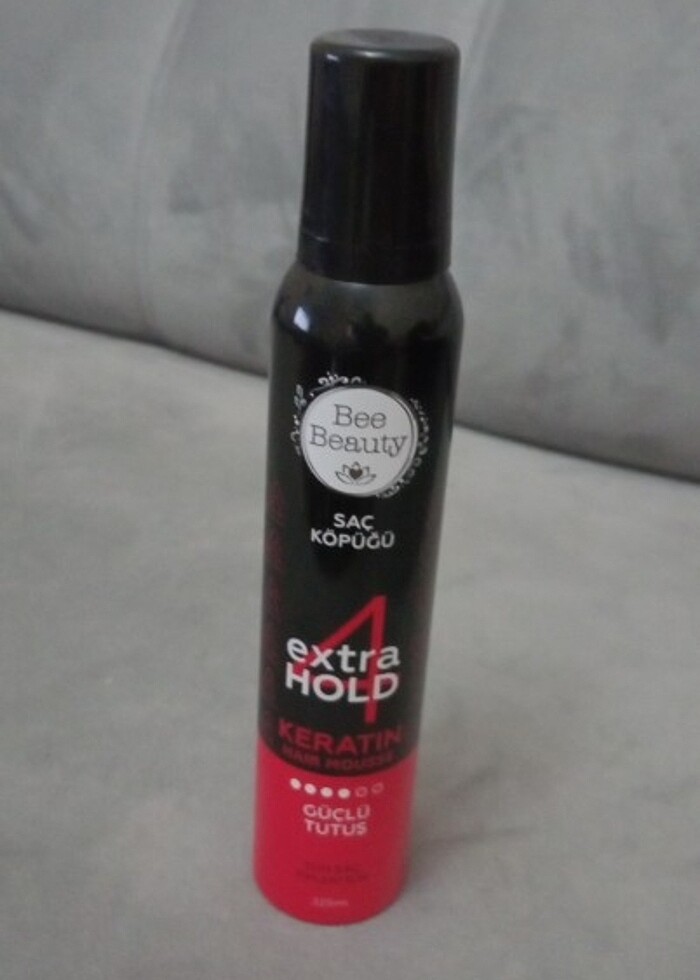 Bee
Beauty
SAÇ
KÖPÜĞÜ
4
extra
HOLD
KERATIN
HAIR MOUSSE
GÜÇLÜ
TUTUŞ